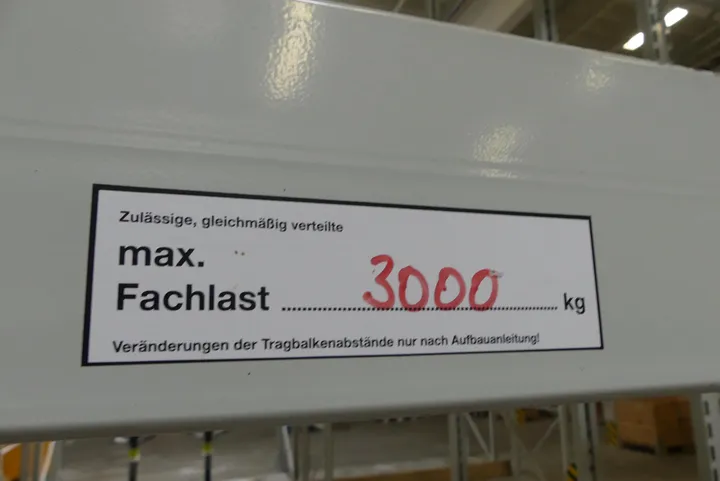 Zulässige, gleichmäßig verteilte
max.
Fachlast .................... 3000 ........ kg
Veränderungen der Tragbalkenabstände nur nach Aufbauanleitung!